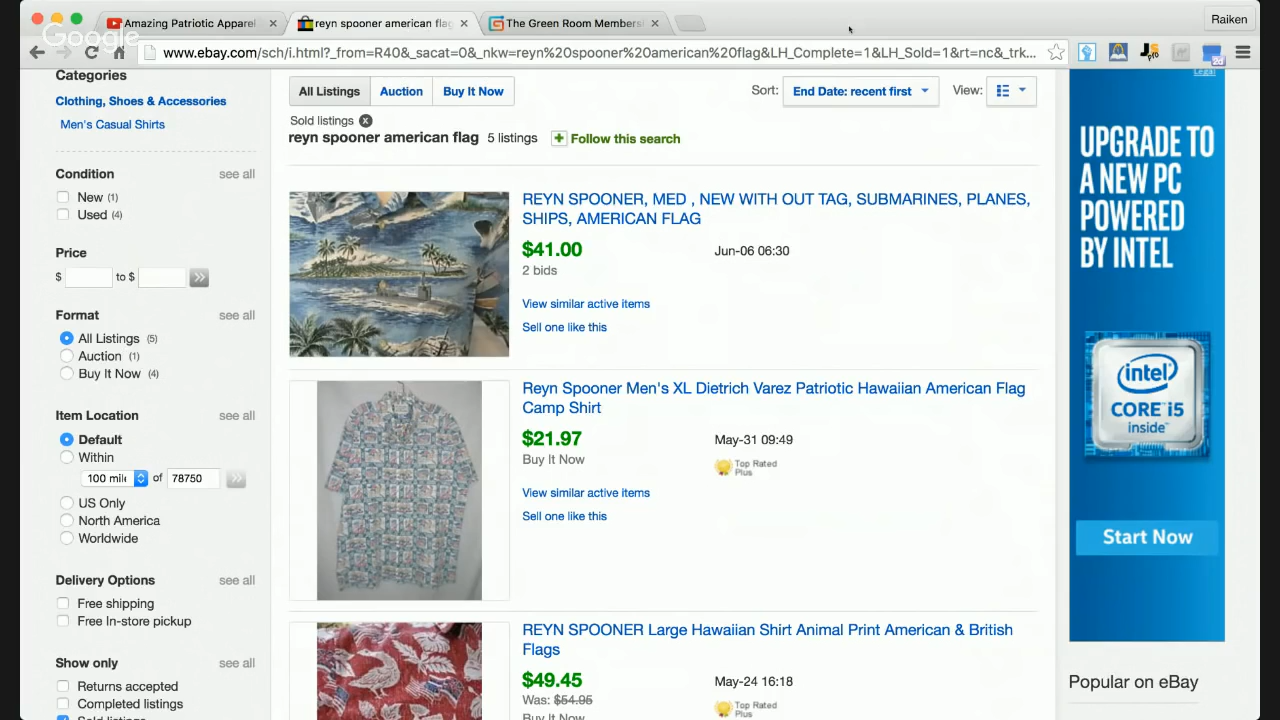 Amazing Patriotic Apparel
reyn spooner american flag
The Green Room Members
Raiken
Google
www.ebay.com/sch/i.html?_from=R40&_sacat=0&_nkw=reyn%20spooner%20american%20flag&LH_Complete=1&LH_Sold=1&rt=nc&_trk...
Categories
Clothing, Shoes & Accessories
Men's Casual Shirts
Condition see all
New (1)
Used (4)
Price
$ to $
Format see all
All Listings (5)
Auction (1)
Buy It Now (4)
Item Location see all
Default
Within
100 mile of 78750
US Only
North America
Worldwide
Delivery Options see all
Free shipping
Free In-store pickup
Show only see all
Returns accepted
Completed listings
Sold listings
All Listings Auction Buy It Now
Sort: End Date: recent first View:
Sold listings
reyn spooner american flag 5 listings Follow this search
REYN SPOONER, MED , NEW WITH OUT TAG, SUBMARINES, PLANES,
SHIPS, AMERICAN FLAG
$41.00 Jun-06 06:30
2 bids
View similar active items
Sell one like this
Reyn Spooner Men's XL Dietrich Varez Patriotic Hawaiian American Flag
Camp Shirt
$21.97 May-31 09:49
Buy It Now Top Rated
Plus
View similar active items
Sell one like this
REYN SPOONER Large Hawaiian Shirt Animal Print American & British
Flags
$49.45 May-24 16:18
Was: $54.95 Top Rated
Plus
Buy It Now
Legal
UPGRADE TO
A NEW PC
POWERED
BY INTEL
intel
CORE i5
inside
Start Now
Popular on eBay